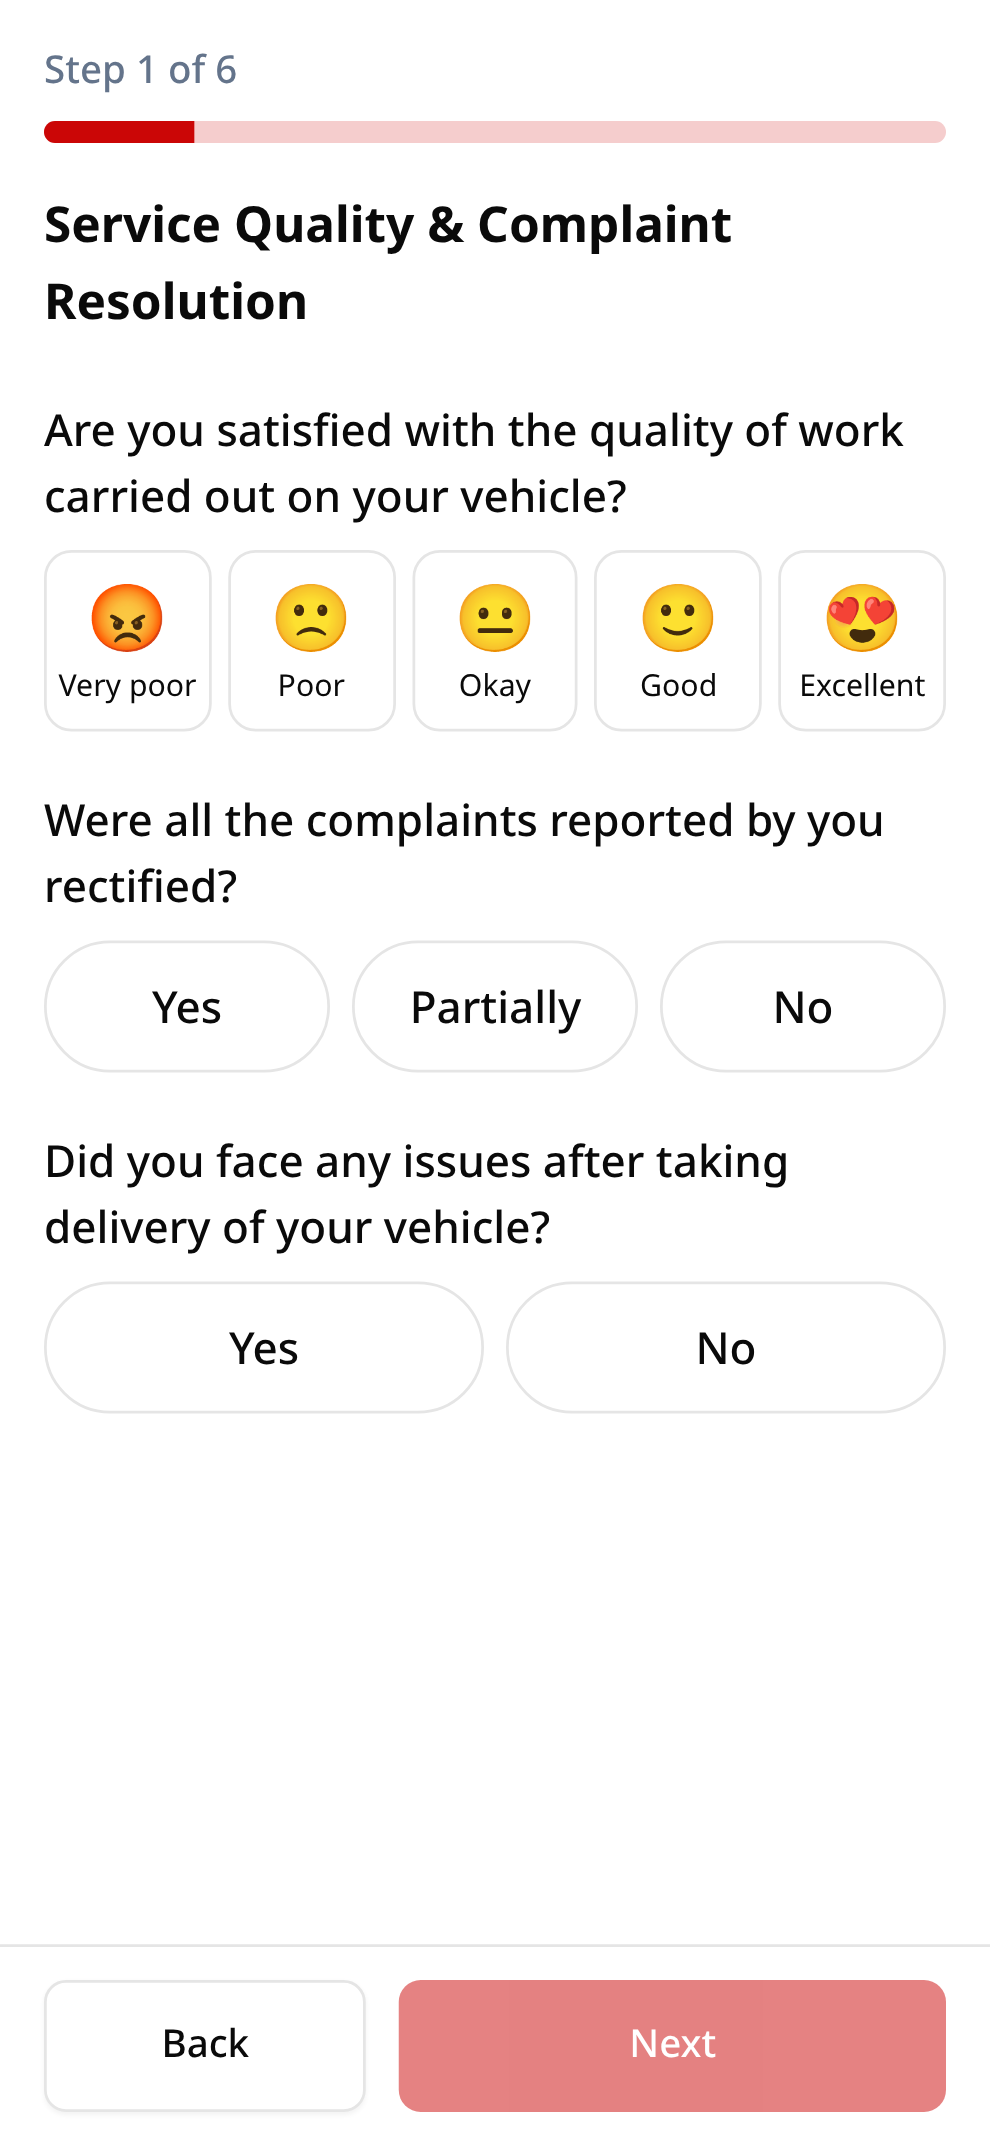 Step 1 of 6
Service Quality & Complaint
Resolution
Are you satisfied with the quality of work
carried out on your vehicle?
Very poor Poor Okay Good Excellent
Were all the complaints reported by you
rectified?
Yes Partially No
Did you face any issues after taking
delivery of your vehicle?
Yes No
Back Next